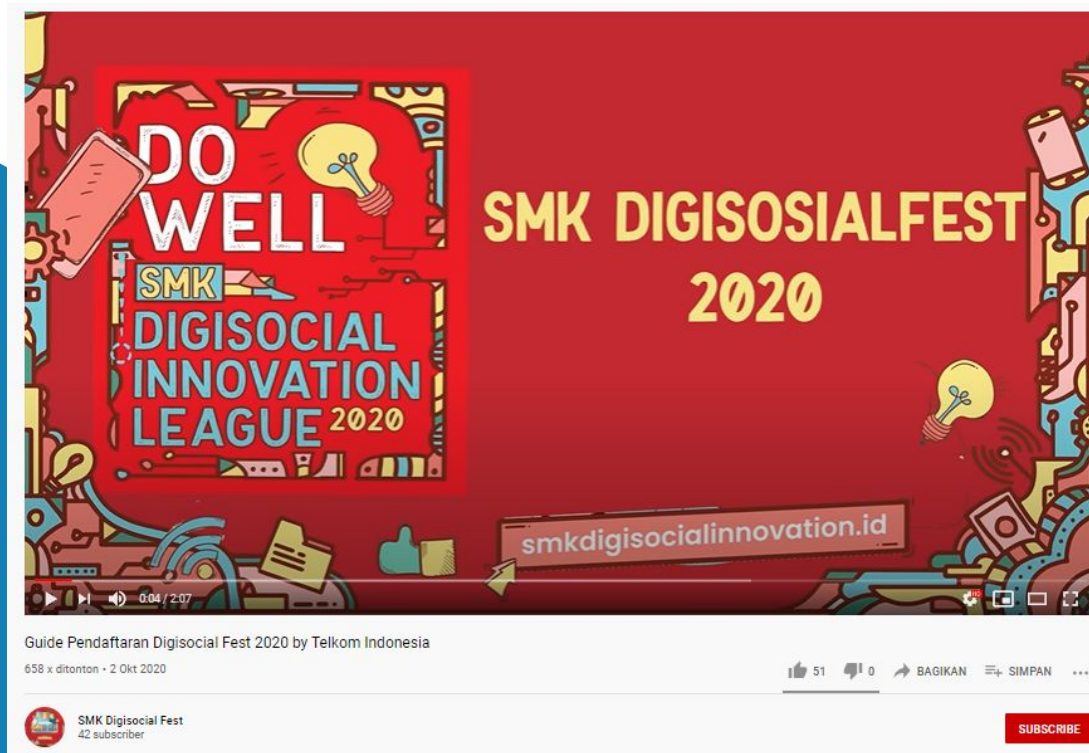 DO
WELL
SMK
DIGISOCIAL
INNOVATION
LEAGUE 2020
SMK DIGISOSIALFEST
2020
smkdigisocialinnovation.id
0:04 / 2:07
HD
Guide Pendaftaran Digisocial Fest 2020 by Telkom Indonesia
658 x ditonton • 2 Okt 2020
51 0 BAGIKAN SIMPAN
SMK Digisocial Fest
42 subscriber
SUBSCRIBE